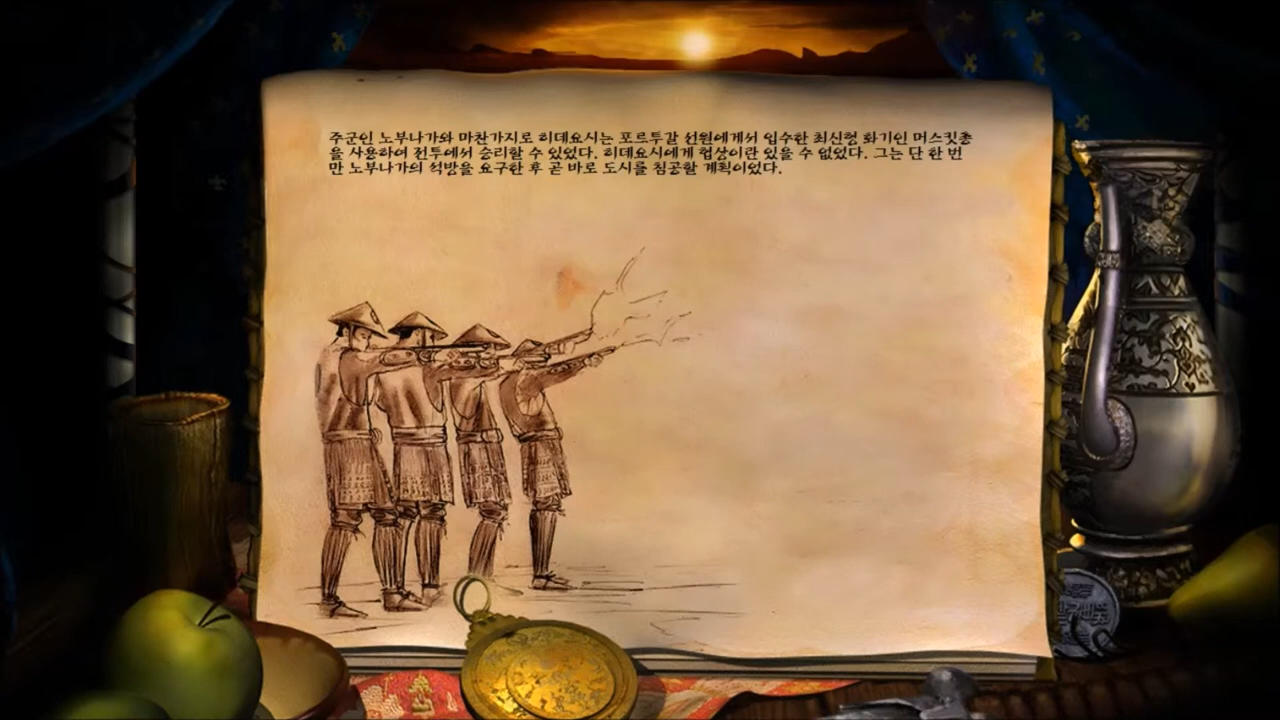 주군인 노부나가와 마찬가지로 히데요시는 포르투갈 선원에게서 입수한 최신형 화기인 머스킷총
을 사용하여 전투에서 승리할 수 있었다. 히데요시에게 협상이란 있을 수 없었다. 그는 단 한 번
만 노부나가의 석방을 요구한 후 곧 바로 도시를 침공할 계획이었다.